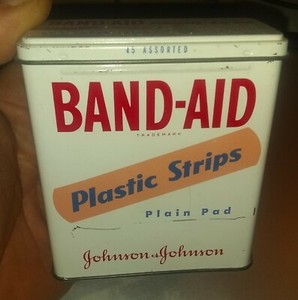 45 ASSORTED
BAND-AID
TRADEMARK
Plastic Strips
Plain Pad
Johnson & Johnson